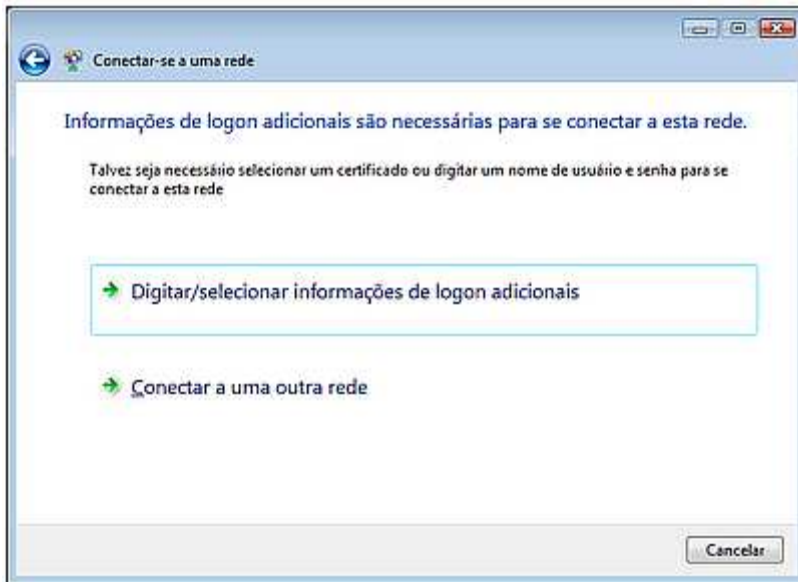 Conectar-se a uma rede
Informações de logon adicionais são necessárias para se conectar a esta rede.
Talvez seja necessário selecionar um certificado ou digitar um nome de usuário e senha para se
conectar a esta rede
Digitar/selecionar informações de logon adicionais
Conectar a uma outra rede
Cancelar